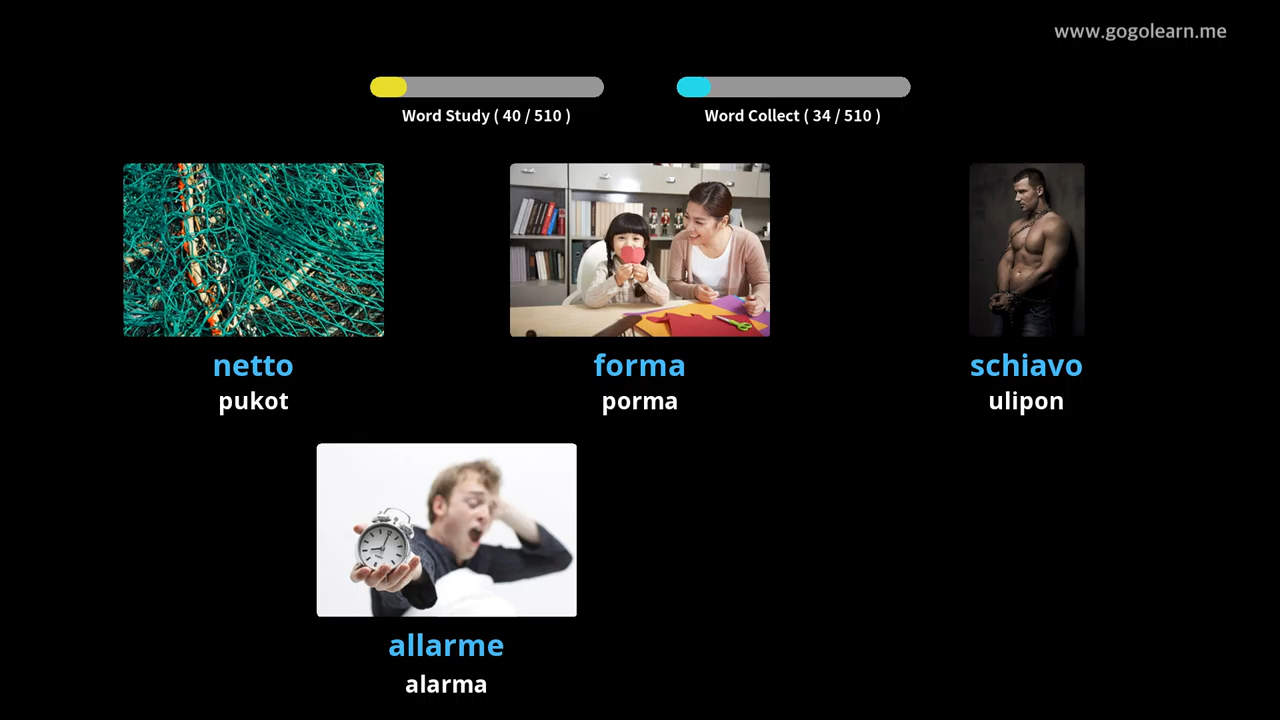 www.gogolearn.me
Word Study ( 40 / 510 )
Word Collect ( 34 / 510 )
netto
pukot
forma
porma
schiavo
ulipon
allarme
alarma